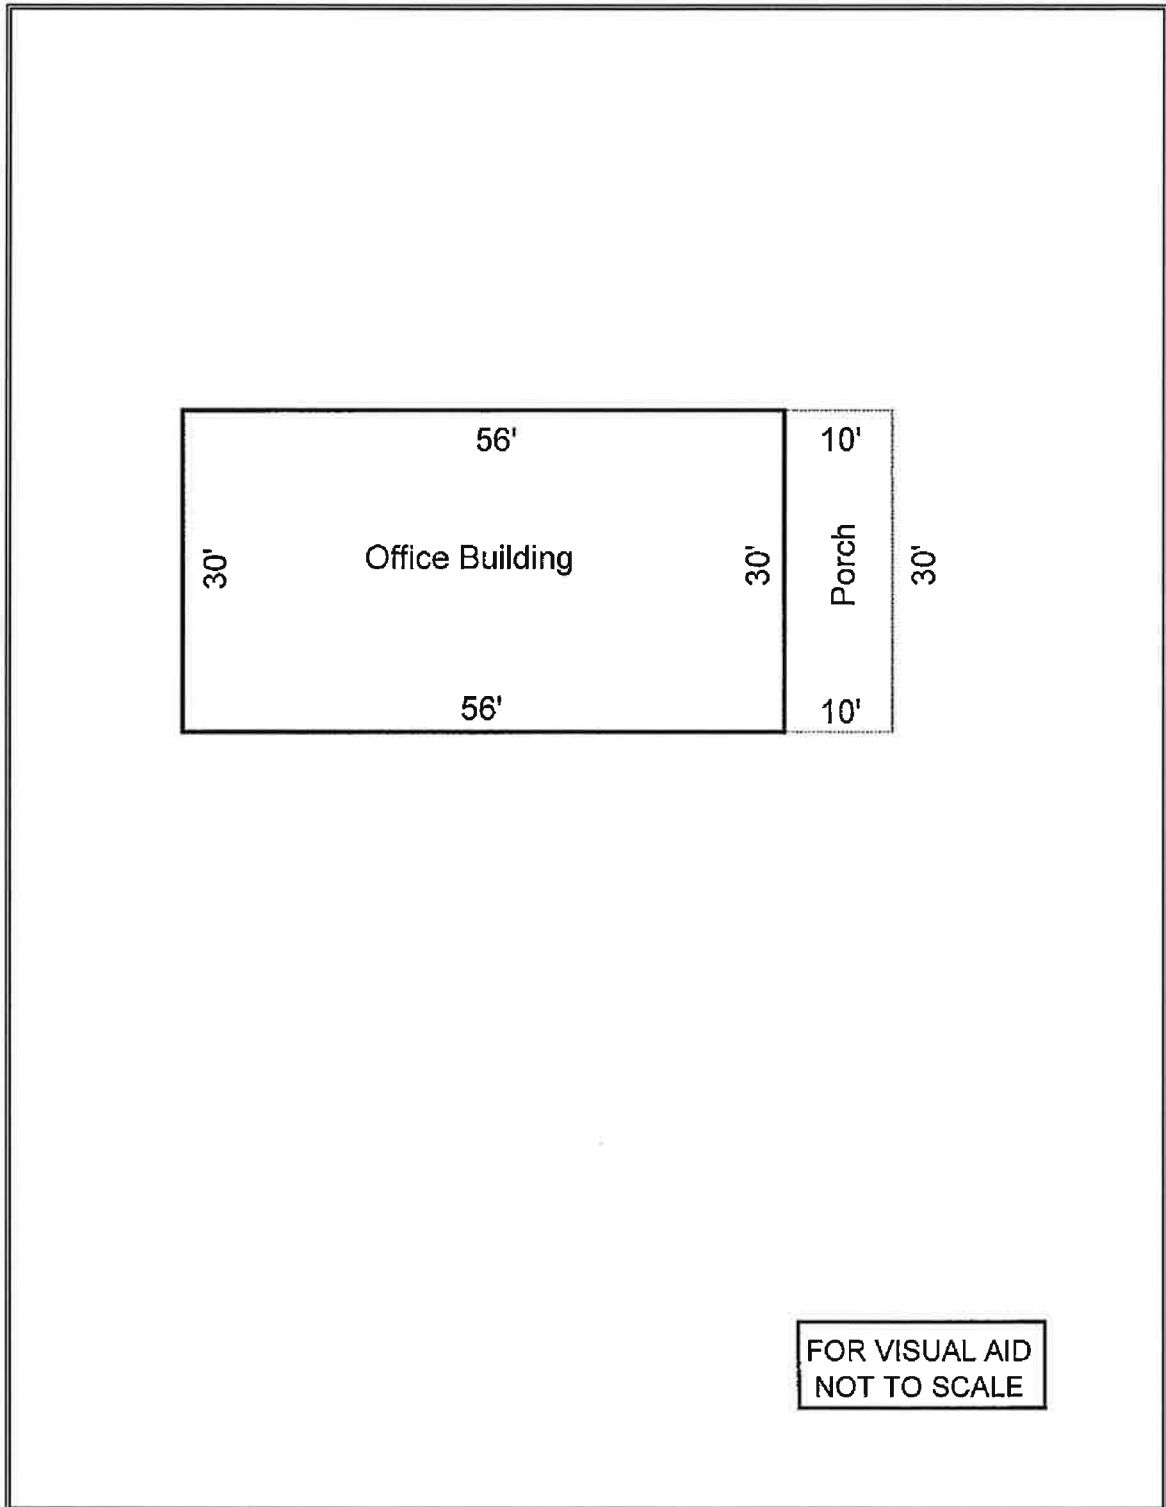 56'
10'
30'
Office Building
30'
Porch
30'
56'
10'
FOR VISUAL AID
NOT TO SCALE